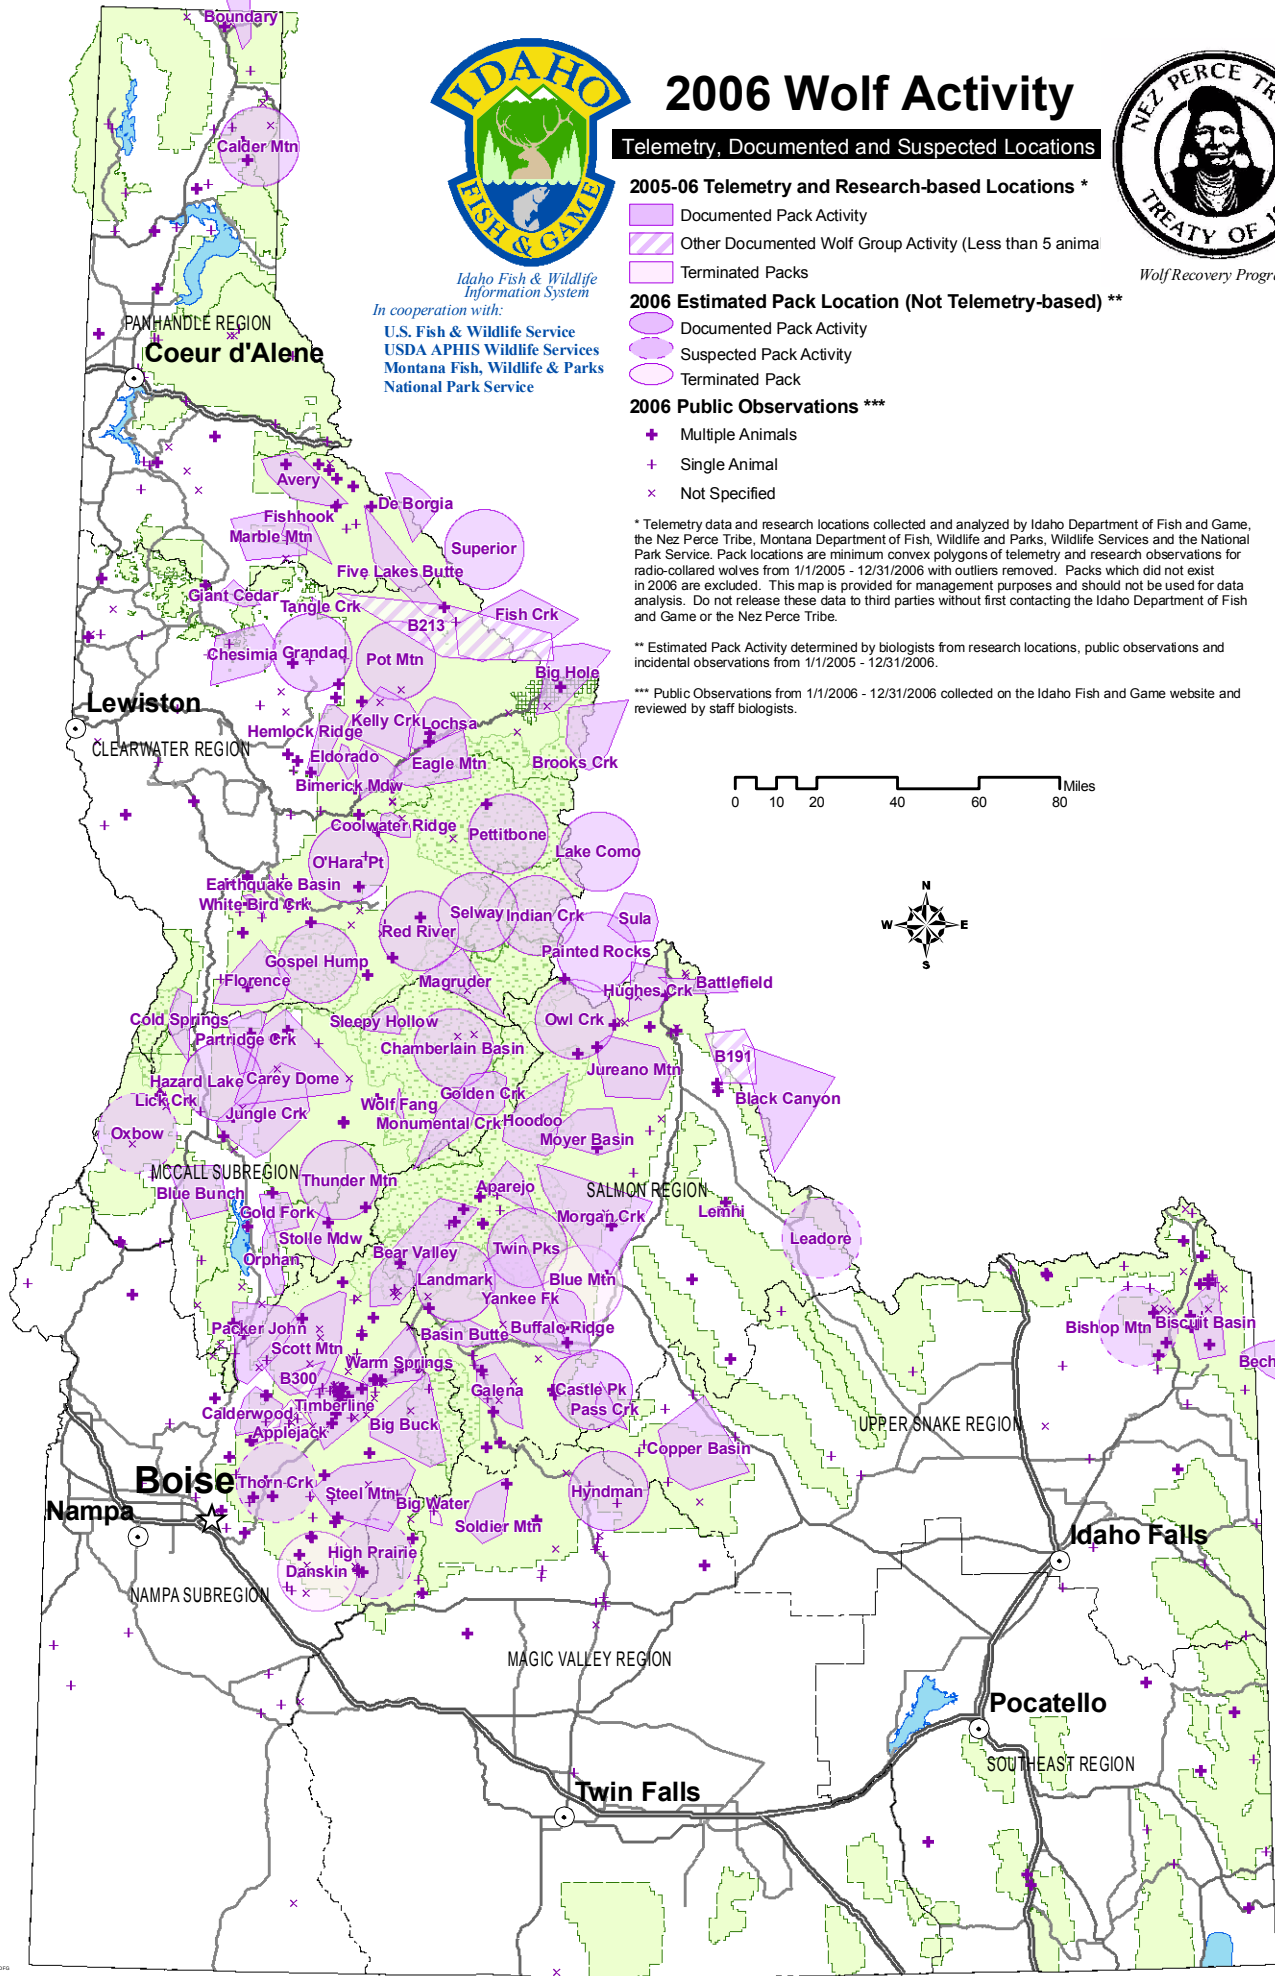 2006 Wolf Activity
Telemetry, Documented and Suspected Locations
2005-06 Telemetry and Research-based Locations *
Documented Pack Activity
Other Documented Wolf Group Activity (Less than 5 anima
Terminated Packs
2006 Estimated Pack Location (Not Telemetry-based) **
Documented Pack Activity
Suspected Pack Activity
Terminated Pack
2006 Public Observations ***
Multiple Animals
Single Animal
Not Specified
* Telemetry data and research locations collected and analyzed by Idaho Department of Fish and Game,
the Nez Perce Tribe, Montana Department of Fish, Wildlife and Parks, Wildlife Services and the National
Park Service. Pack locations are minimum convex polygons of telemetry and research observations for
radio-collared wolves from 1/1/2005 - 12/31/2006 with outliers removed. Packs which did not exist
in 2006 are excluded. This map is provided for management purposes and should not be used for data
analysis. Do not release these data to third parties without first contacting the Idaho Department of Fish
and Game or the Nez Perce Tribe.
** Estimated Pack Activity determined by biologists from research locations, public observations and
incidental observations from 1/1/2005 - 12/31/2006.
*** Public Observations from 1/1/2006 - 12/31/2006 collected on the Idaho Fish and Game website and
reviewed by staff biologists.
IDAHO
FISH & GAME
Idaho Fish & Wildlife
Information System
In cooperation with:
U.S. Fish & Wildlife Service
USDA APHIS Wildlife Services
Montana Fish, Wildlife & Parks
National Park Service
NEZ PERCE TR
TREATY OF 1
Wolf Recovery Progr
Miles
0 10 20 40 60 80
N
W E
S
Boundary
Calder Mtn
PANHANDLE REGION
Coeur d'Alene
Avery
De Borgia
Fishhook
Marble Mtn
Superior
Five Lakes Butte
Giant Cedar
Tangle Crk
Fish Crk
B213
Chesimia
Grandad
Pot Mtn
Big Hole
Lewiston
Kelly Crk
Lochsa
Hemlock Ridge
CLEARWATER REGION
Eldorado
Eagle Mtn
Brooks Crk
Bimerick Mdw
Coolwater Ridge
Pettitbone
Lake Como
O'Hara Pt
Earthquake Basin
White Bird Crk
Selway
Indian Crk
Sula
Red River
Painted Rocks
Gospel Hump
Florence
Magruder
Hughes Crk
Battlefield
Cold Springs
Sleepy Hollow
Owl Crk
Partridge Crk
Chamberlain Basin
B191
Jureano Mtn
Hazard Lake
Carey Dome
Lick Crk
Golden Crk
Black Canyon
Wolf Fang
Jungle Crk
Monumental Crk
Hoodoo
Oxbow
Moyer Basin
MCCALL SUBREGION
Thunder Mtn
Blue Bunch
Aparejo
SALMON REGION
Gold Fork
Morgan Crk
Lemhi
Stolle Mdw
Leadore
Orphan
Bear Valley
Twin Pks
Landmark
Blue Mtn
Yankee Fk
Packer John
Basin Butte
Buffalo Ridge
Bishop Mtn
Biscuit Basin
Scott Mtn
Warm Springs
Bech
B300
Galena
Castle Pk
Timberline
Pass Crk
Calderwood
Applejack
Big Buck
UPPER SNAKE REGION
Copper Basin
Boise
Thorn Crk
Steel Mtn
Big Water
Hyndman
Nampa
Soldier Mtn
Idaho Falls
High Prairie
Danskin
NAMPA SUBREGION
MAGIC VALLEY REGION
Pocatello
SOUTHEAST REGION
Twin Falls